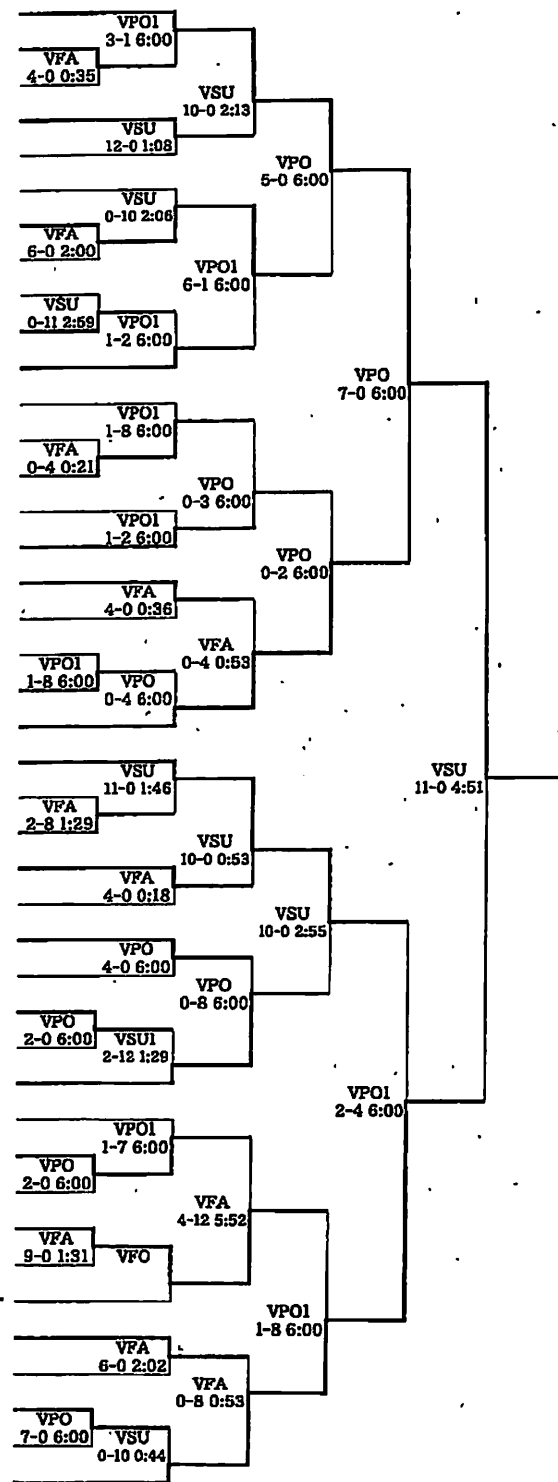 VPO1
3-1 6:00
VFA
4-0 0:35
VSU
10-0 2:13
VSU
12-0 1:08
VPO
5-0 6:00
VSU
0-10 2:06
VFA
6-0 2:00
VPO1
6-1 6:00
VSU
0-11 2:59
VPO1
1-2 6:00
VPO
7-0 6:00
VPO1
1-8 6:00
VFA
0-4 0:21
VPO
0-3 6:00
VPO1
1-2 6:00
VPO
0-2 6:00
VFA
4-0 0:36
VFA
0-4 0:53
VPO1
1-8 6:00
VPO
0-4 6:00
VSU
11-0 4:51
VSU
11-0 1:46
VFA
2-8 1:29
VSU
10-0 0:53
VFA
4-0 0:18
VSU
10-0 2:55
VPO
4-0 6:00
VPO
0-8 6:00
VPO
2-0 6:00
VSU1
2-12 1:29
VPO1
2-4 6:00
VPO1
1-7 6:00
VPO
2-0 6:00
VFA
4-12 5:52
VFA
9-0 1:31
VFO
VPO1
1-8 6:00
VFA
6-0 2:02
VFA
0-8 0:53
VPO
7-0 6:00
VSU
0-10 0:44